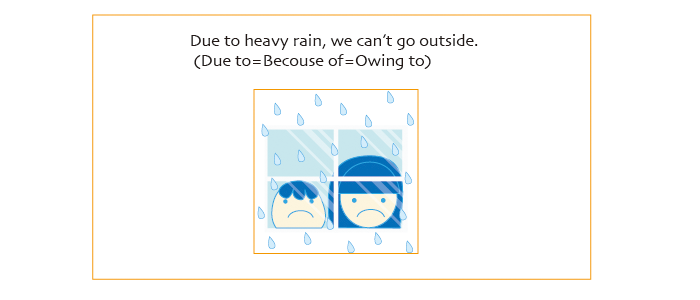 Due to heavy rain, we can't go outside.
(Due to=Becouse of=Owing to)